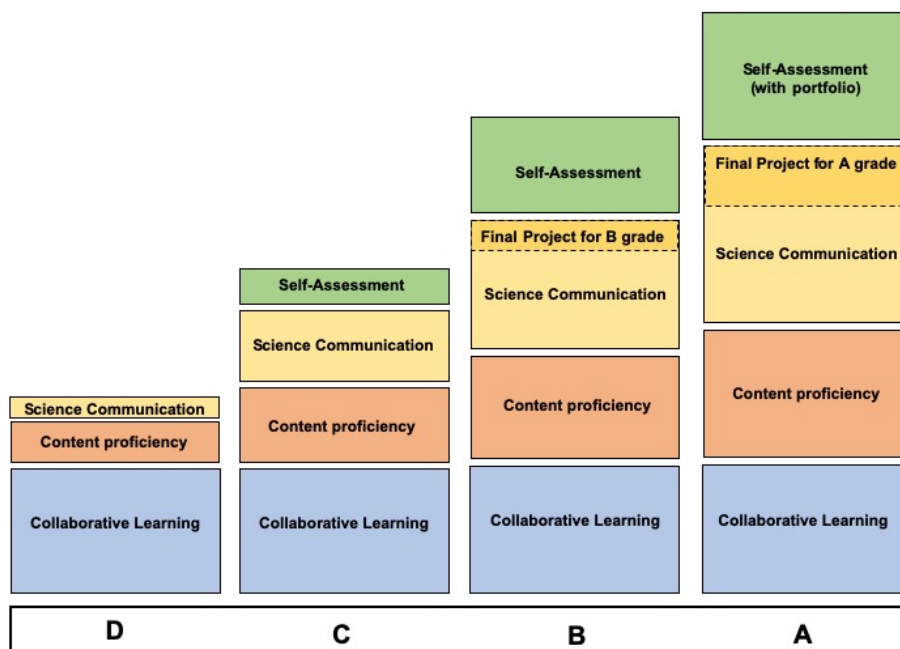 Self-Assessment
(with portfolio)
Final Project for A grade
Science Communication
Content proficiency
Collaborative Learning
Self-Assessment
Final Project for B grade
Science Communication
Content proficiency
Collaborative Learning
Self-Assessment
Science Communication
Content proficiency
Collaborative Learning
Science Communication
Content proficiency
Collaborative Learning
D
C
B
A